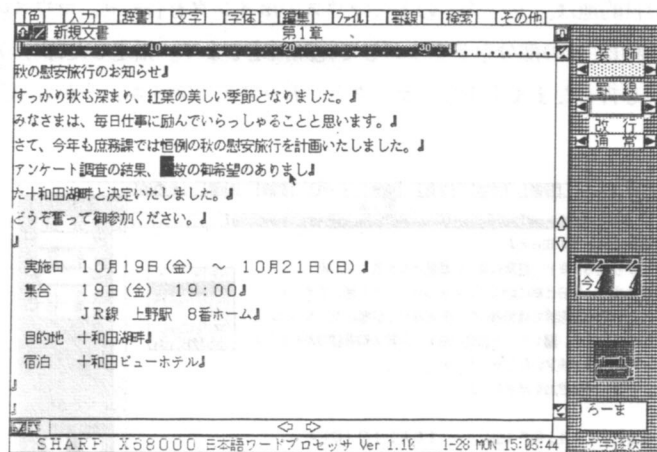 [色] [入力] [辞書] [文字] [字体] [編集] [ファイル] [罫線] [検索] [その他]
新規文書 第1章
10 20 30
秋の慰安旅行のお知らせ
すっかり秋も深まり、紅葉の美しい季節となりました。
みなさまは、毎日仕事に励んでいらっしゃることと思います。
さて、今年も庶務課では恒例の秋の慰安旅行を計画いたしました。
アンケート調査の結果、数の御希望のありまし
た十和田湖畔と決定いたしました。
どうぞ奮って御参加ください。
実施日 10月19日(金) ~ 10月21日(日)
集合 19日(金) 19:00
JR線 上野駅 8番ホーム
目的地 十和田湖畔
宿泊 十和田ビューホテル
装飾
罫線
改行
通常
今
ろーま
SHARP X68000 日本語ワードプロセッサ Ver 1.10 1-28 MON 15:03:44